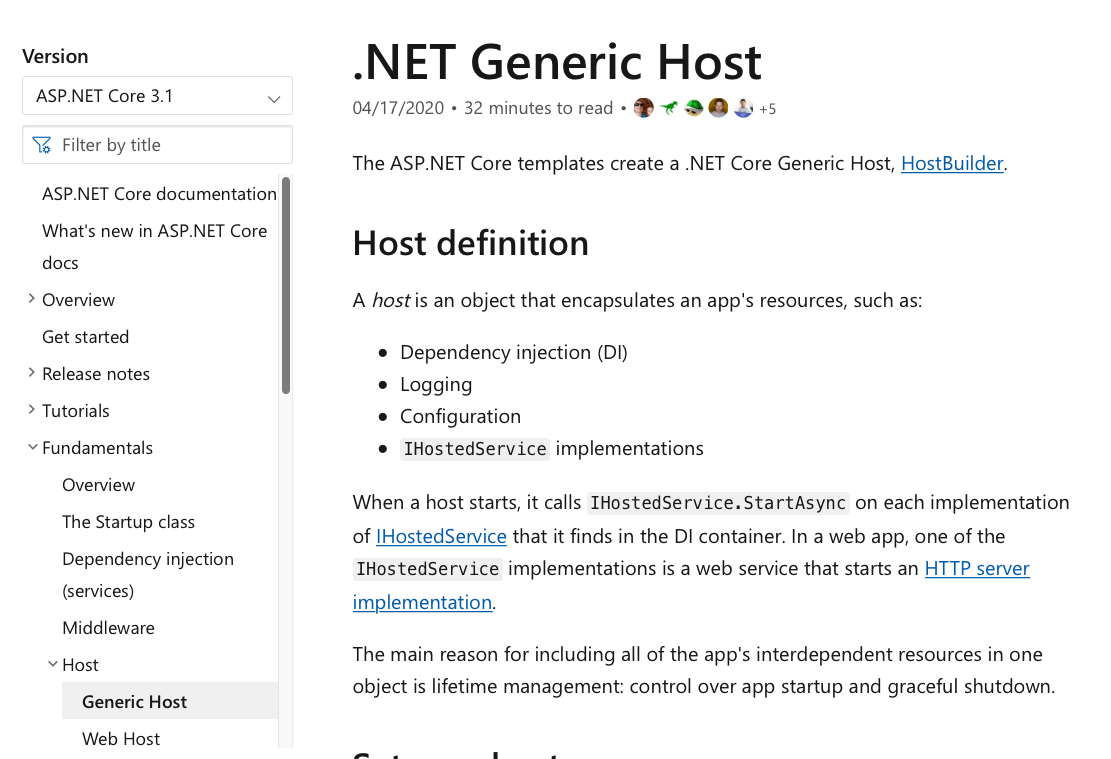 Version
ASP.NET Core 3.1
Filter by title
ASP.NET Core documentation
What's new in ASP.NET Core
docs
Overview
Get started
Release notes
Tutorials
Fundamentals
Overview
The Startup class
Dependency injection
(services)
Middleware
Host
Generic Host
Web Host
.NET Generic Host
04/17/2020 • 32 minutes to read • +5
The ASP.NET Core templates create a .NET Core Generic Host, HostBuilder.
Host definition
A host is an object that encapsulates an app's resources, such as:
• Dependency injection (DI)
• Logging
• Configuration
• IHostedService implementations
When a host starts, it calls IHostedService.StartAsync on each implementation
of IHostedService that it finds in the DI container. In a web app, one of the
IHostedService implementations is a web service that starts an HTTP server
implementation.
The main reason for including all of the app's interdependent resources in one
object is lifetime management: control over app startup and graceful shutdown.